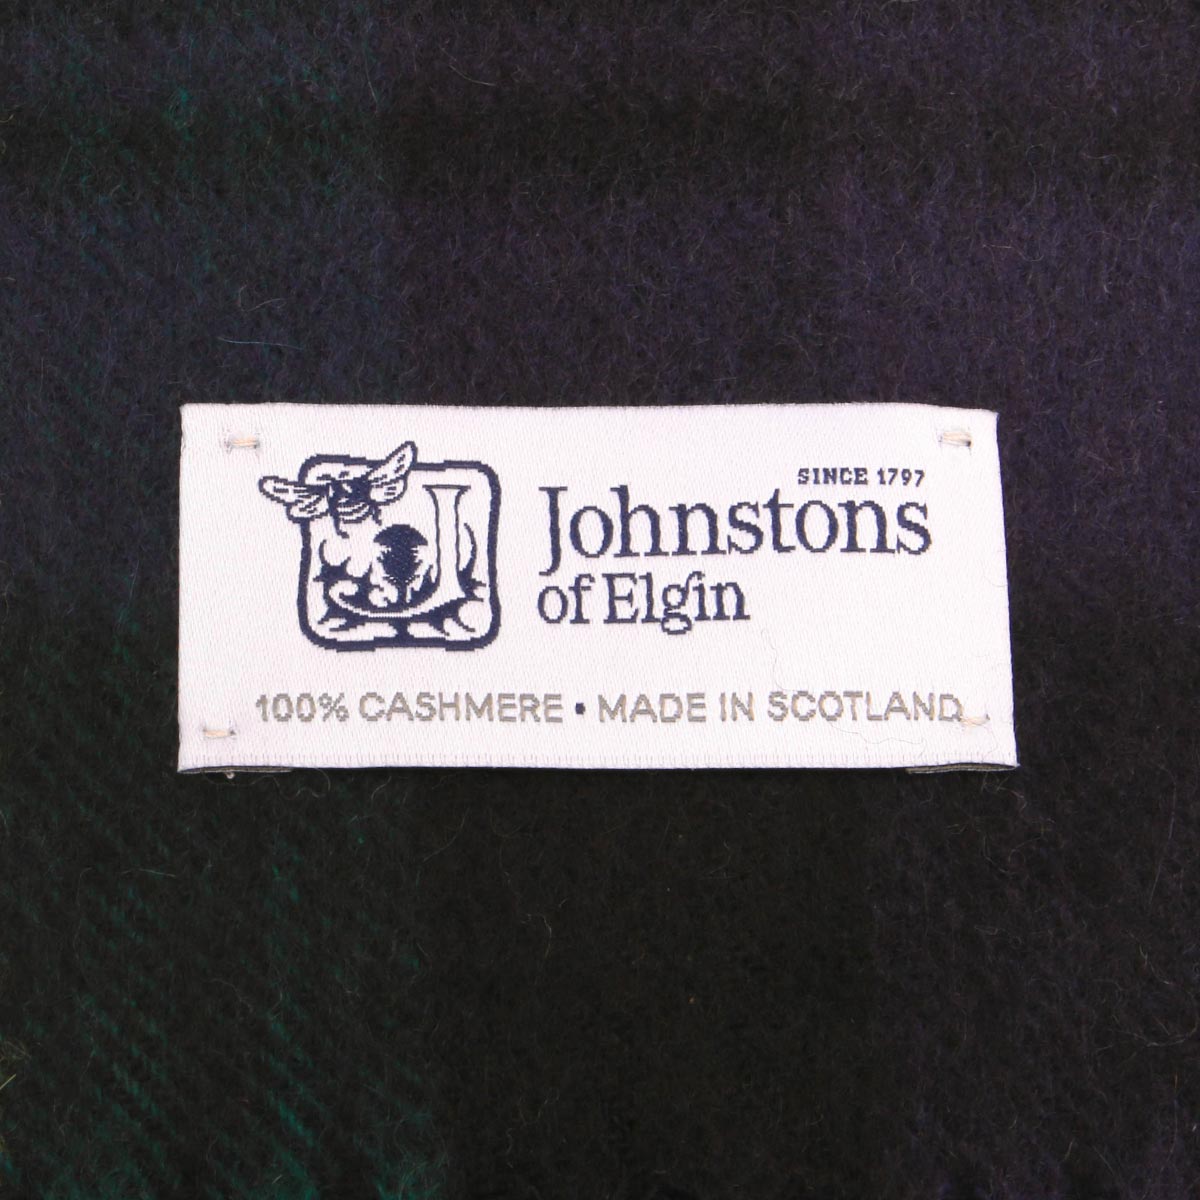 SINCE 1797
Johnstons
of Elgin
100% CASHMERE · MADE IN SCOTLAND